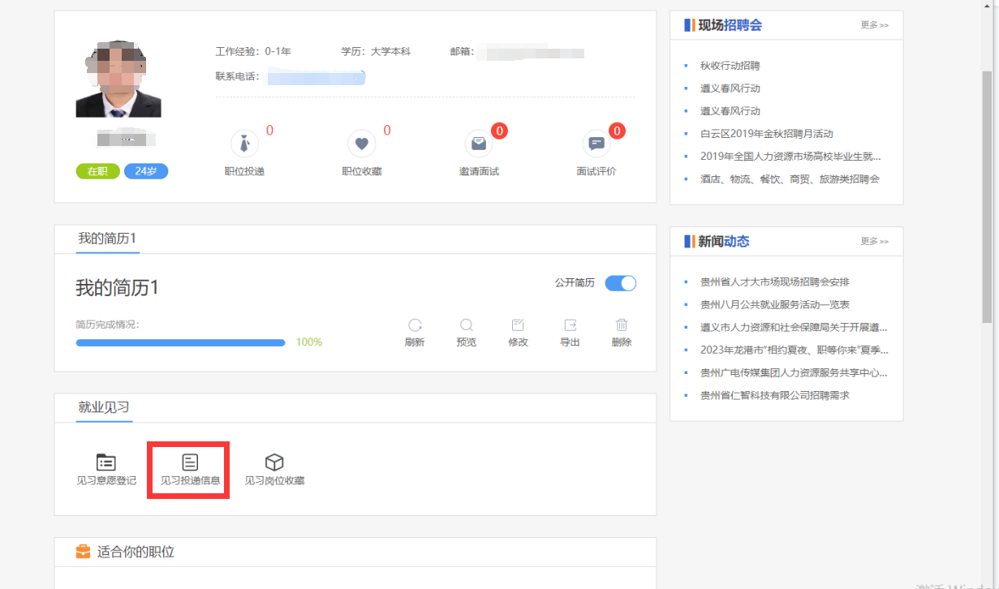 工作经验：0-1年 学历：大学本科 邮箱：
联系电话：
在职 24岁
0 0 0 0
职位投递 职位收藏 邀请面试 面试评价
我的简历1
我的简历1
公开简历
简历完成情况：
100%
刷新 预览 修改 导出 删除
就业见习
见习意愿登记 见习投递信息 见习岗位收藏
适合你的职位
现场招聘会 更多>>
秋收行动招聘
遵义春风行动
遵义春风行动
白云区2019年金秋招聘月活动
2019年全国人力资源市场高校毕业生就...
酒店、物流、餐饮、商贸、旅游类招聘会
新闻动态 更多>>
贵州省人才大市场现场招聘会安排
贵州八月公共就业服务活动一览表
遵义市人力资源和社会保障局关于开展遵...
2023年龙港市“相约夏夜、职等你来”夏季...
贵州广电传媒集团人力资源服务共享中心...
贵州省仁智科技有限公司招聘需求